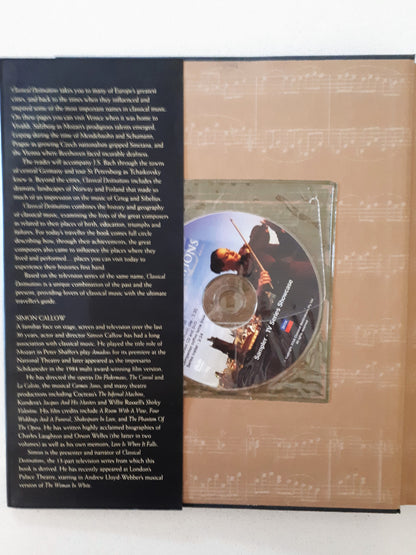 Classical Destinations takes you to many of Europe's greatest
cities, and back to the times when they influenced and
inspired some of the most important names in classical music.
On these pages you can visit Venice when it was home to
Vivaldi, Salzburg as Mozart's prodigious talents emerged,
Leipzig during the time of Mendelssohn and Schumann,
Prague as growing Czech nationalism gripped Smetana, and
the Vienna where Beethoven faced incurable deafness.
The reader will accompany J.S. Bach through the towns
of central Germany and tour St Petersburg as Tchaikovsky
knew it. Beyond the cities, Classical Destinations includes the
dramatic landscapes of Norway and Finland that made so
much of an impression on the music of Grieg and Sibelius.
Classical Destinations combines the history and geography
of classical music, examining the lives of the great composers
as related to their places of birth, education, triumphs and
failures. For today's traveller the book comes full circle
describing how, through their achievements, the great
composers also came to influence the places where they
lived and performed... places you can visit today to
experience their histories first hand.
Based on the television series of the same name, Classical
Destinations is a unique combination of the past and the
present, providing lovers of classical music with the ultimate
traveller's guide.
SIMON CALLOW
A familiar face on stage, screen and television over the last
30 years, actor and director Simon Callow has had a long
association with classical music. He played the title role of
Mozart in Peter Shaffer's play Amadeus for its premiere at the
National Theatre and later appeared as the impresario
Schikaneder in the 1984 multi award winning film version.
He has directed the operas Die Fledermaus, The Consul and
La Calisto, the musical Carmen Jones, and many theatre
productions including Cocteau's The Infernal Machine,
Kundera's Jacques And His Master and Willy Russell's Shirley
Valentine. His film credits include A Room With A View, Four
Weddings And A Funeral, Shakespeare In Love, and The Phantom Of
The Opera. He has written highly acclaimed biographies of
Charles Laughton and Orson Welles (the latter in two
volumes) as well as his own memoirs, Love Is Where It Falls.
Simon is the presenter and narrator of Classical
Destinations, the 13-part television series from which this
book is derived. He has recently appeared at London's
Palace Theatre, starring in Andrew Lloyd-Webber's musical
version of The Woman In White.
Sampler - TV Series Showcase